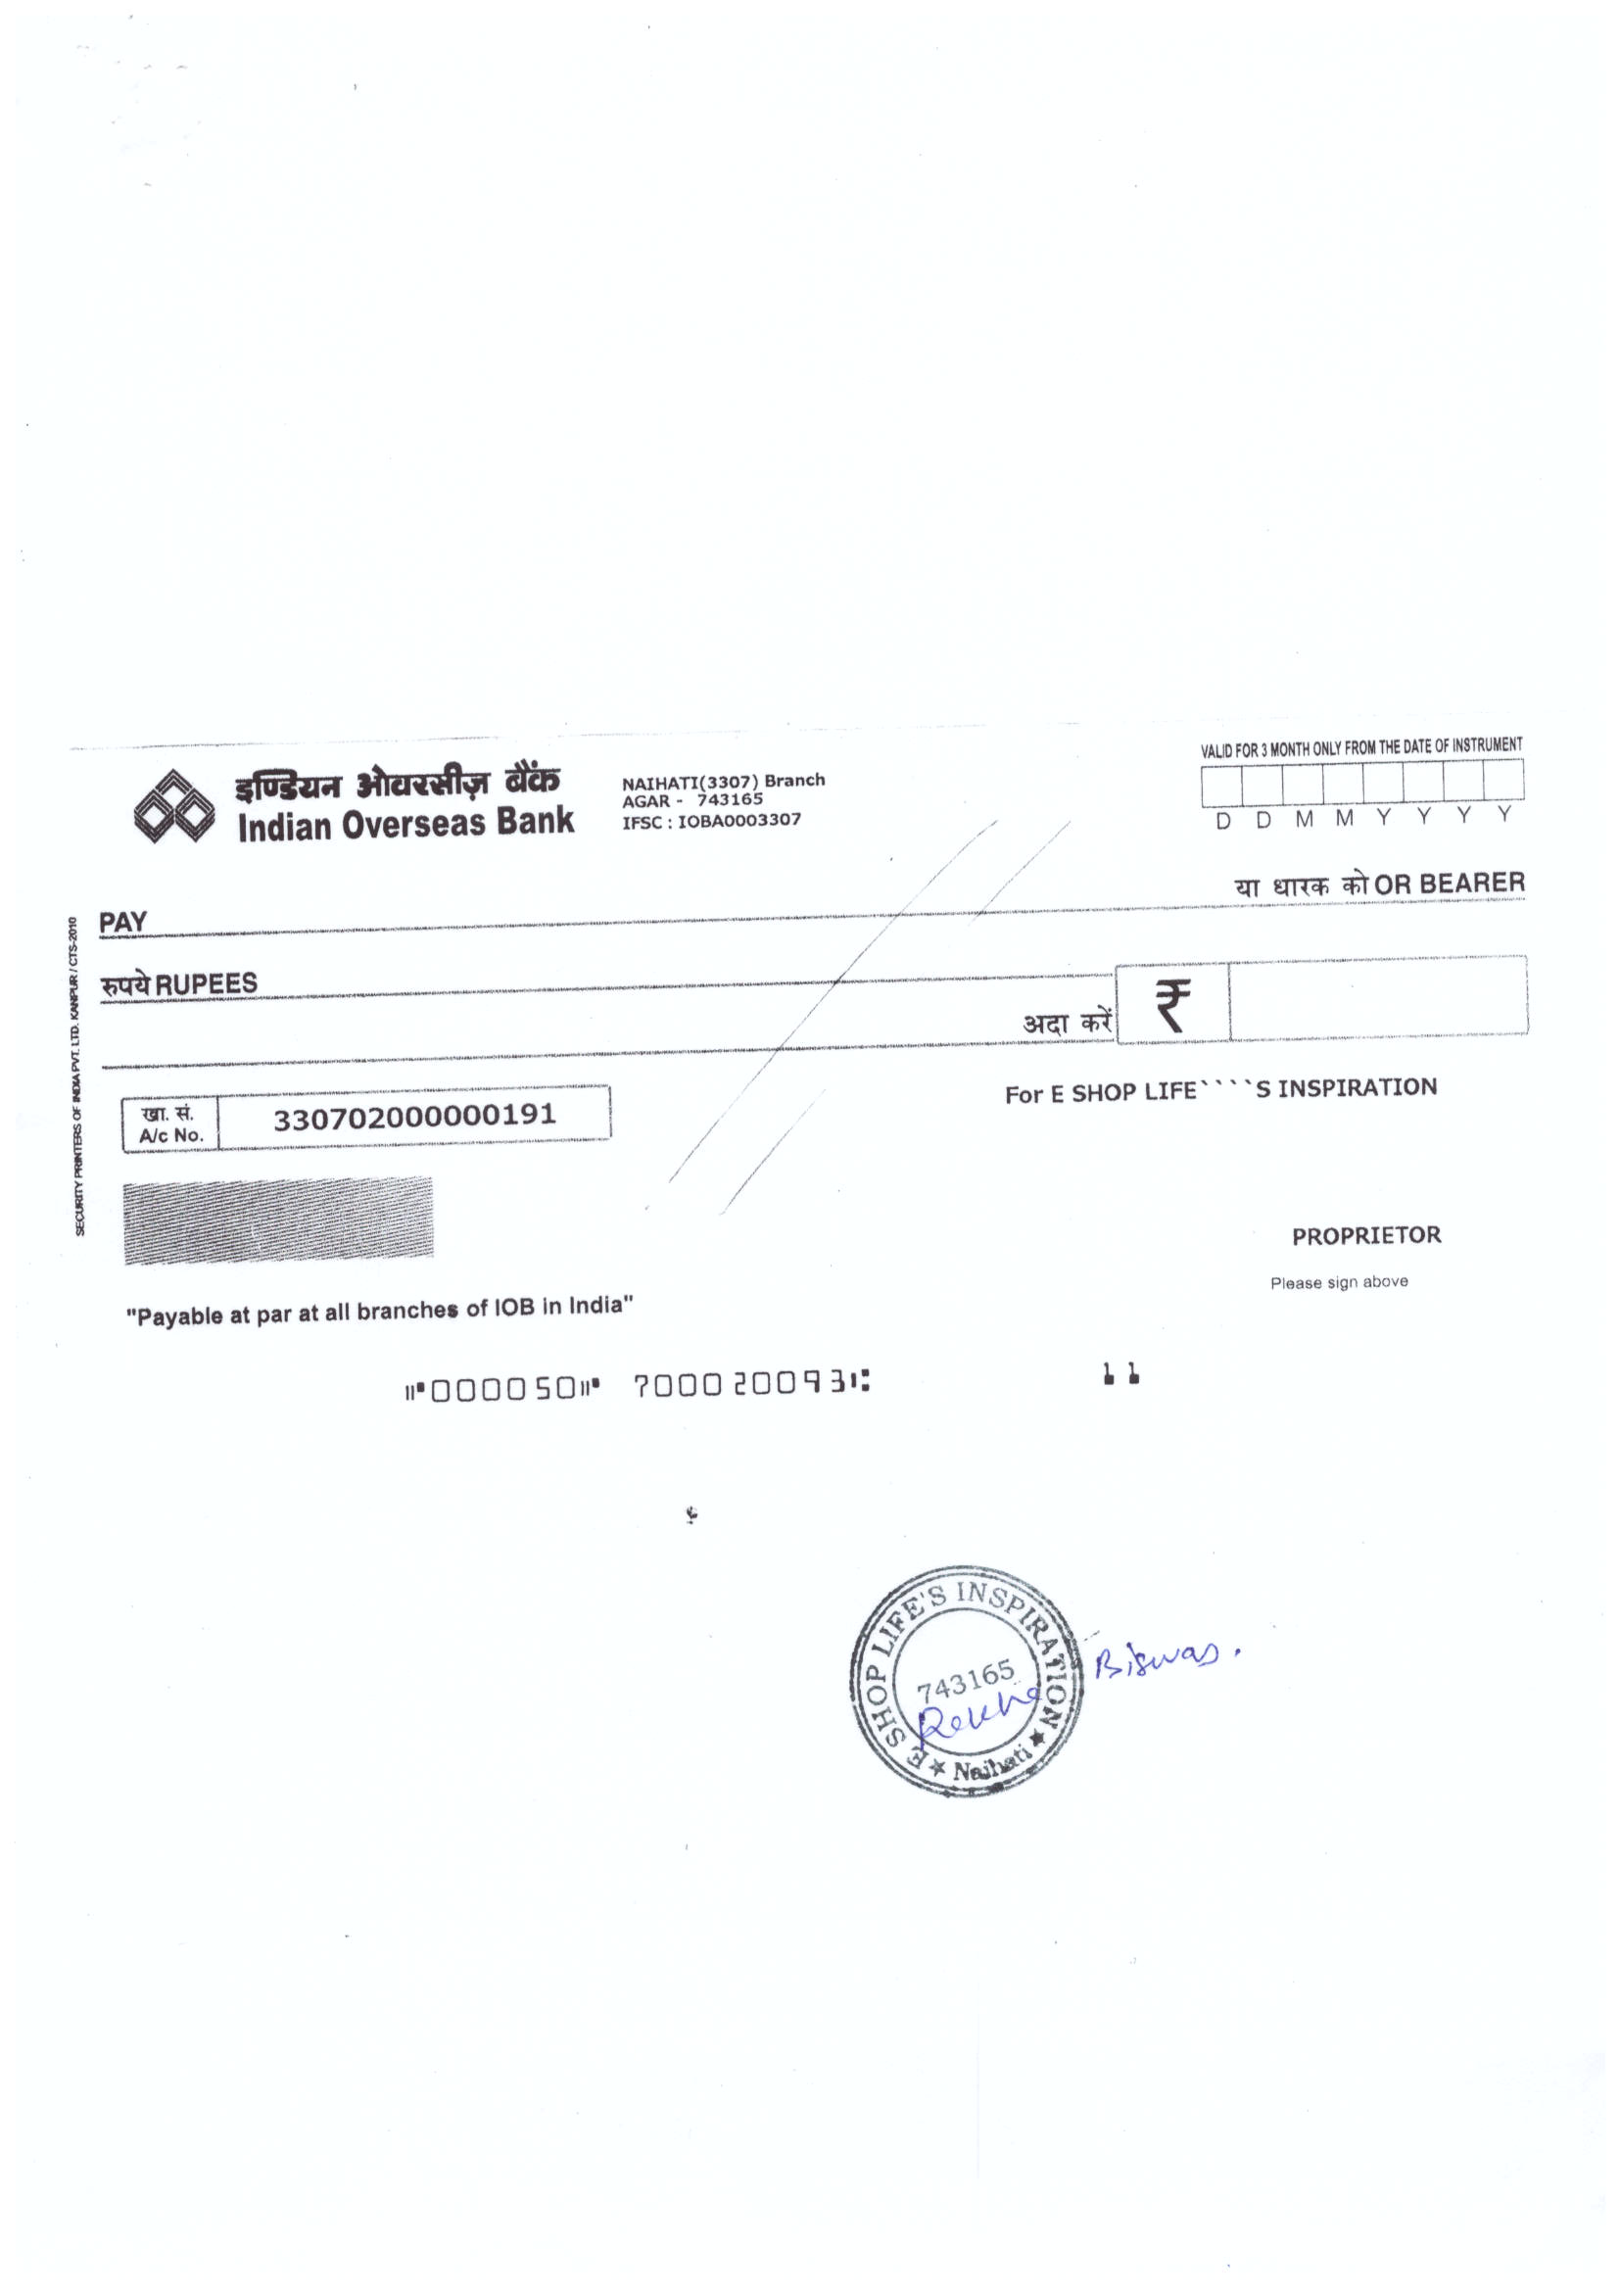 VALID FOR 3 MONTH ONLY FROM THE DATE OF INSTRUMENT
इण्डियन ओवरसीज़ बैंक
Indian Overseas Bank
NAIHATI(3307) Branch
AGAR - 743165
IFSC : IOBA0003307
D D M M Y Y Y Y
या धारक को OR BEARER
PAY
रुपये RUPEES
अदा करें ₹
खा. सं.
A/c No.
330702000000191
For E SHOP LIFE````S INSPIRATION
PROPRIETOR
Please sign above
"Payable at par at all branches of IOB in India"
⑈000050⑈ 700020093⑆ 11
SECURITY PRINTERS OF INDIA PVT. LTD. KANPUR / CTS-2010
E SHOP LIFE'S INSPIRATION
743165
Rekha Biswas.
★ Naihati ★